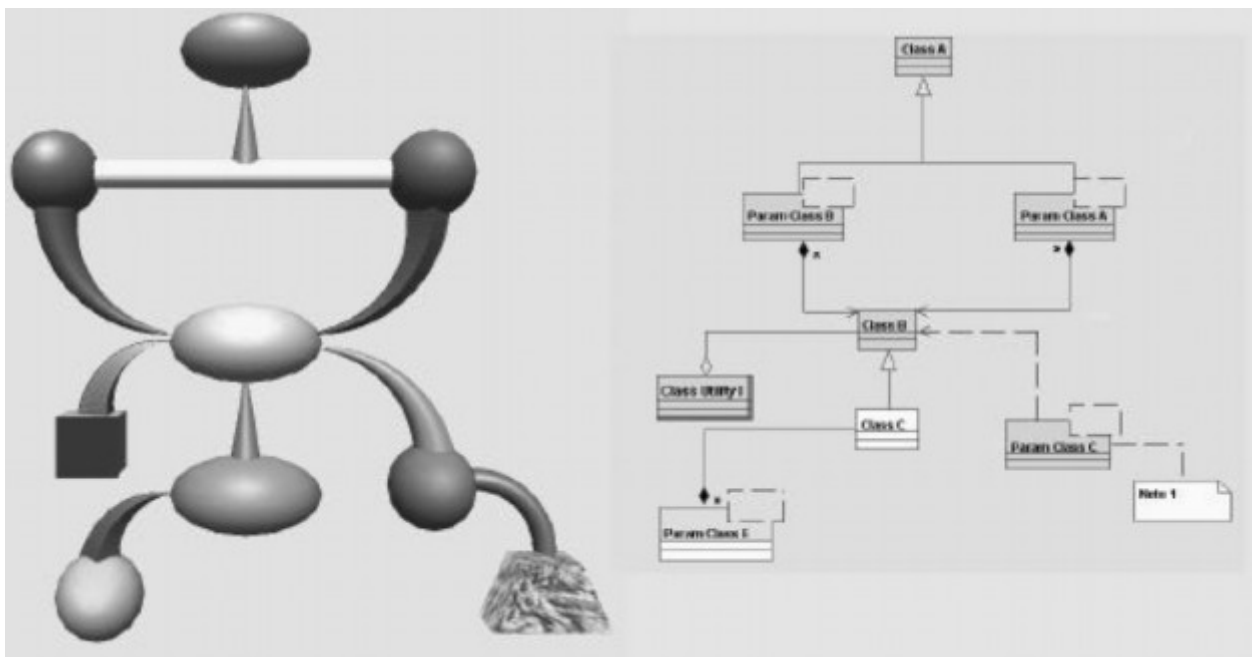 Class A
Param Class B
Param Class A
Class B
Class Utility I
Class C
Param Class C
Note 1
Param Class E